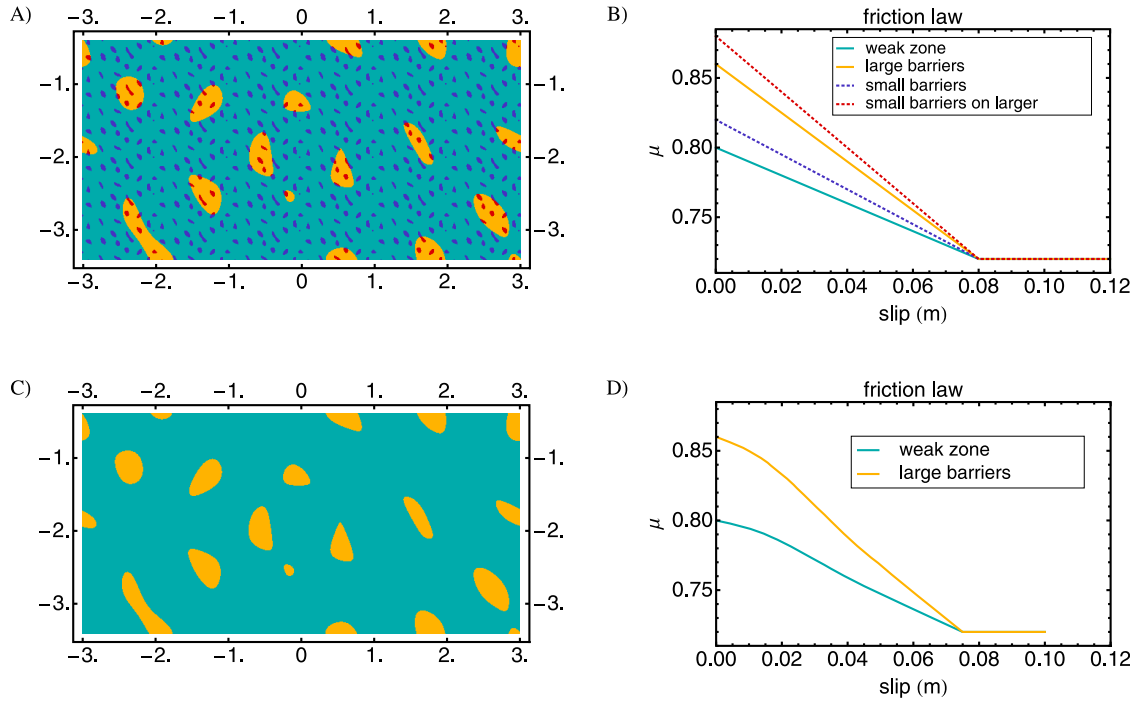 A)
−3. −2. −1. 0 1. 2. 3.
−1. −1.
−2. −2.
−3. −3.
−3. −2. −1. 0 1. 2. 3.
B)
friction law
weak zone
large barriers
small barriers
small barriers on larger
0.85
0.80
0.75
μ
0.00 0.02 0.04 0.06 0.08 0.10 0.12
slip (m)
C)
−3. −2. −1. 0 1. 2. 3.
−1. −1.
−2. −2.
−3. −3.
−3. −2. −1. 0 1. 2. 3.
D)
friction law
weak zone
large barriers
0.85
0.80
0.75
μ
0.00 0.02 0.04 0.06 0.08 0.10 0.12
slip (m)